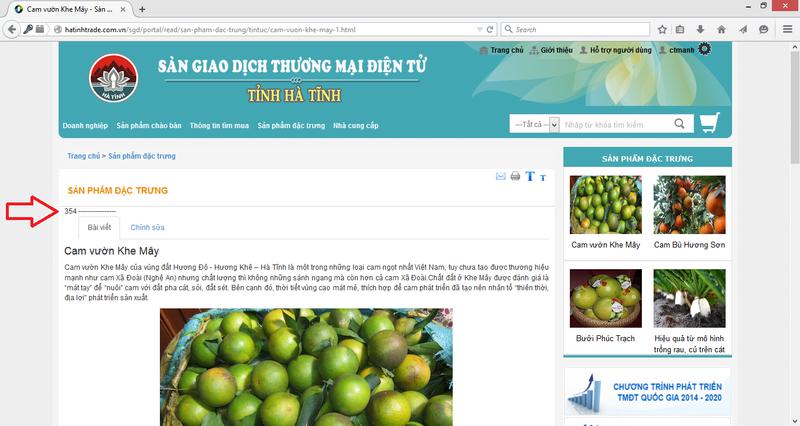 Cam vườn Khe Mây - Sản ...
hatinhtrade.com.vn/sgd/portal/read/san-pham-dac-trung/tintuc/cam-vuon-khe-may-1.html
Search
Trang chủ
Giới thiệu
Hỗ trợ người dùng
ctmanh
SÀN GIAO DỊCH THƯƠNG MẠI ĐIỆN TỬ
TỈNH HÀ TĨNH
HÀ TĨNH
Doanh nghiệp
Sản phẩm chào bán
Thông tin tìm mua
Sản phẩm đặc trưng
Nhà cung cấp
---Tất cả ---
Nhập từ khóa tìm kiếm
Trang chủ > Sản phẩm đặc trưng
T T
SẢN PHẨM ĐẶC TRƯNG
354 ----------------
Bài viết
Chỉnh sửa
Cam vườn Khe Mây
Cam vườn Khe Mây của vùng đất Hương Đô - Hương Khê – Hà Tĩnh là một trong những loại cam ngọt nhất Việt Nam, tuy chưa tạo được thương hiệu
mạnh như cam Xã Đoài (Nghệ An) nhưng chất lượng thì không những sánh ngang mà còn hơn cả cam Xã Đoài.Chất đất ở Khe Mây được đánh giá là
“mát tay” để “nuôi” cam với đất pha cát, sỏi, đất sét. Bên cạnh đó, thời tiết vùng cao mát mẻ, thích hợp để cam phát triển đã tạo nên nhân tố “thiên thời,
địa lợi” phát triển sản xuất.
SẢN PHẨM ĐẶC TRƯNG
Cam vườn Khe Mây
Cam Bù Hương Sơn
Bưởi Phúc Trạch
Hiệu quả từ mô hình
trồng rau, củ trên cát
CHƯƠNG TRÌNH PHÁT TRIỂN
TMĐT QUỐC GIA 2014 - 2020